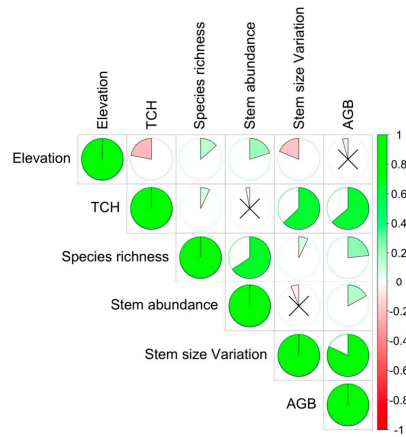 Elevation
TCH
Species richness
Stem abundance
Stem size Variation
AGB
Elevation
TCH
Species richness
Stem abundance
Stem size Variation
AGB
1
0.8
0.6
0.4
0.2
0
-0.2
-0.4
-0.6
-0.8
-1